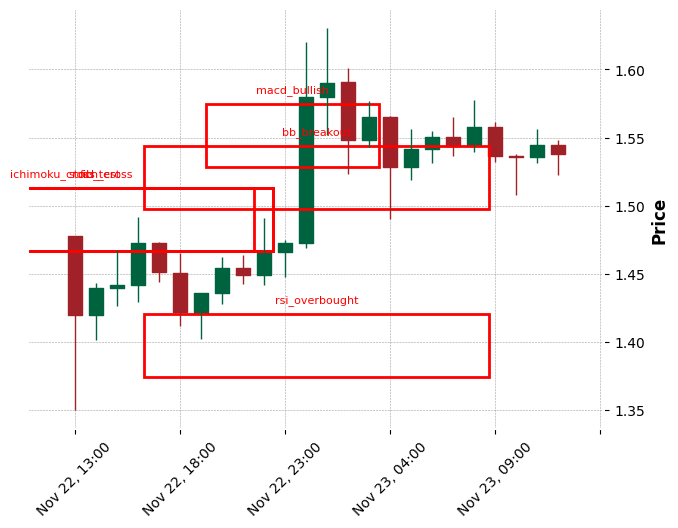 1.60
macd_bullish
bb_breakout
1.55
1.50
1.45
rsi_overbought
1.40
1.35
Price
Nov 22, 13:00
Nov 22, 18:00
Nov 22, 23:00
Nov 23, 04:00
Nov 23, 09:00